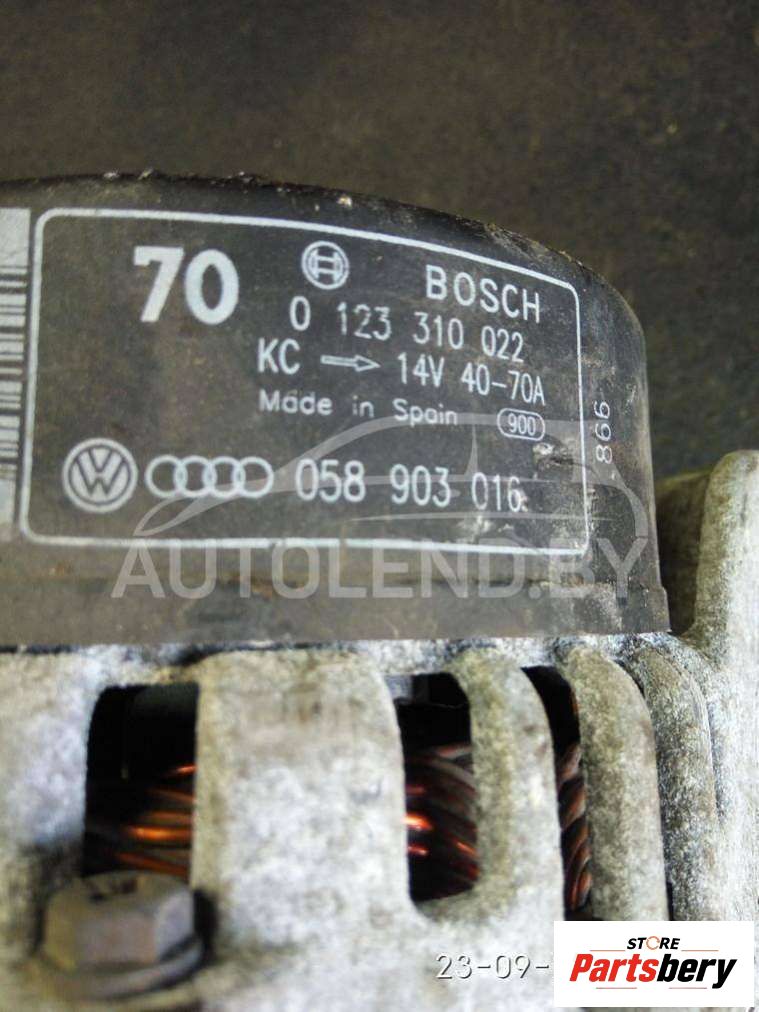 70 BOSCH
0 123 310 022
KC → 14V 40-70A
Made in Spain 900
866
VW 058 903 016
AUTOLEND.BY
23-09-
STORE
Partsbery